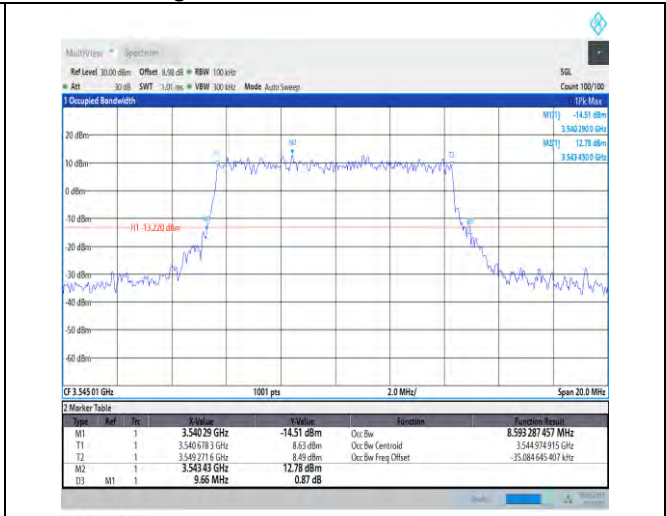 MultiView Spectrum
Ref Level 30.00 dBm Offset 8.98 dB RBW 100 kHz SGL
Att 30 dB SWT 1.01 ms VBW 300 kHz Mode Auto Sweep Count 100/100
1 Occupied Bandwidth 1Pk Max
M1[1] -14.51 dBm
3.540 290 0 GHz
M2[1] 12.78 dBm
3.543 450 0 GHz
20 dBm
M2
T2
10 dBm
0 dBm
-10 dBm
H1 -13.220 dBm
-20 dBm
-30 dBm
-40 dBm
-50 dBm
-60 dBm
CF 3.545 01 GHz 1001 pts 2.0 MHz/ Span 20.0 MHz
2 Marker Table
Type Ref Trc X-Value Y-Value Function Function Result
M1 1 3.540 29 GHz -14.51 dBm Occ Bw 8.593 287 457 MHz
T1 1 3.540 678 3 GHz 8.63 dBm Occ Bw Centroid 3.544 974 915 GHz
T2 1 3.549 271 6 GHz 8.49 dBm Occ Bw Freq Offset -35.084 645 407 kHz
M2 1 3.543 43 GHz 12.78 dBm
D3 M1 1 9.66 MHz 0.87 dB